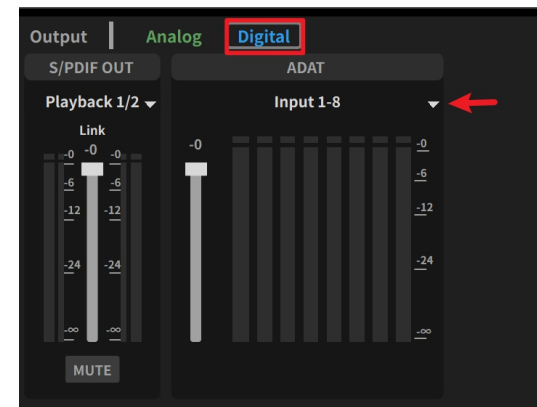 Output Analog Digital
S/PDIF OUT ADAT
Playback 1/2 Input 1-8
Link
-0 -0 -0 -0 -0
-6 -6 -6
-12 -12 -12
-24 -24 -24
-∞ -∞ -∞
MUTE